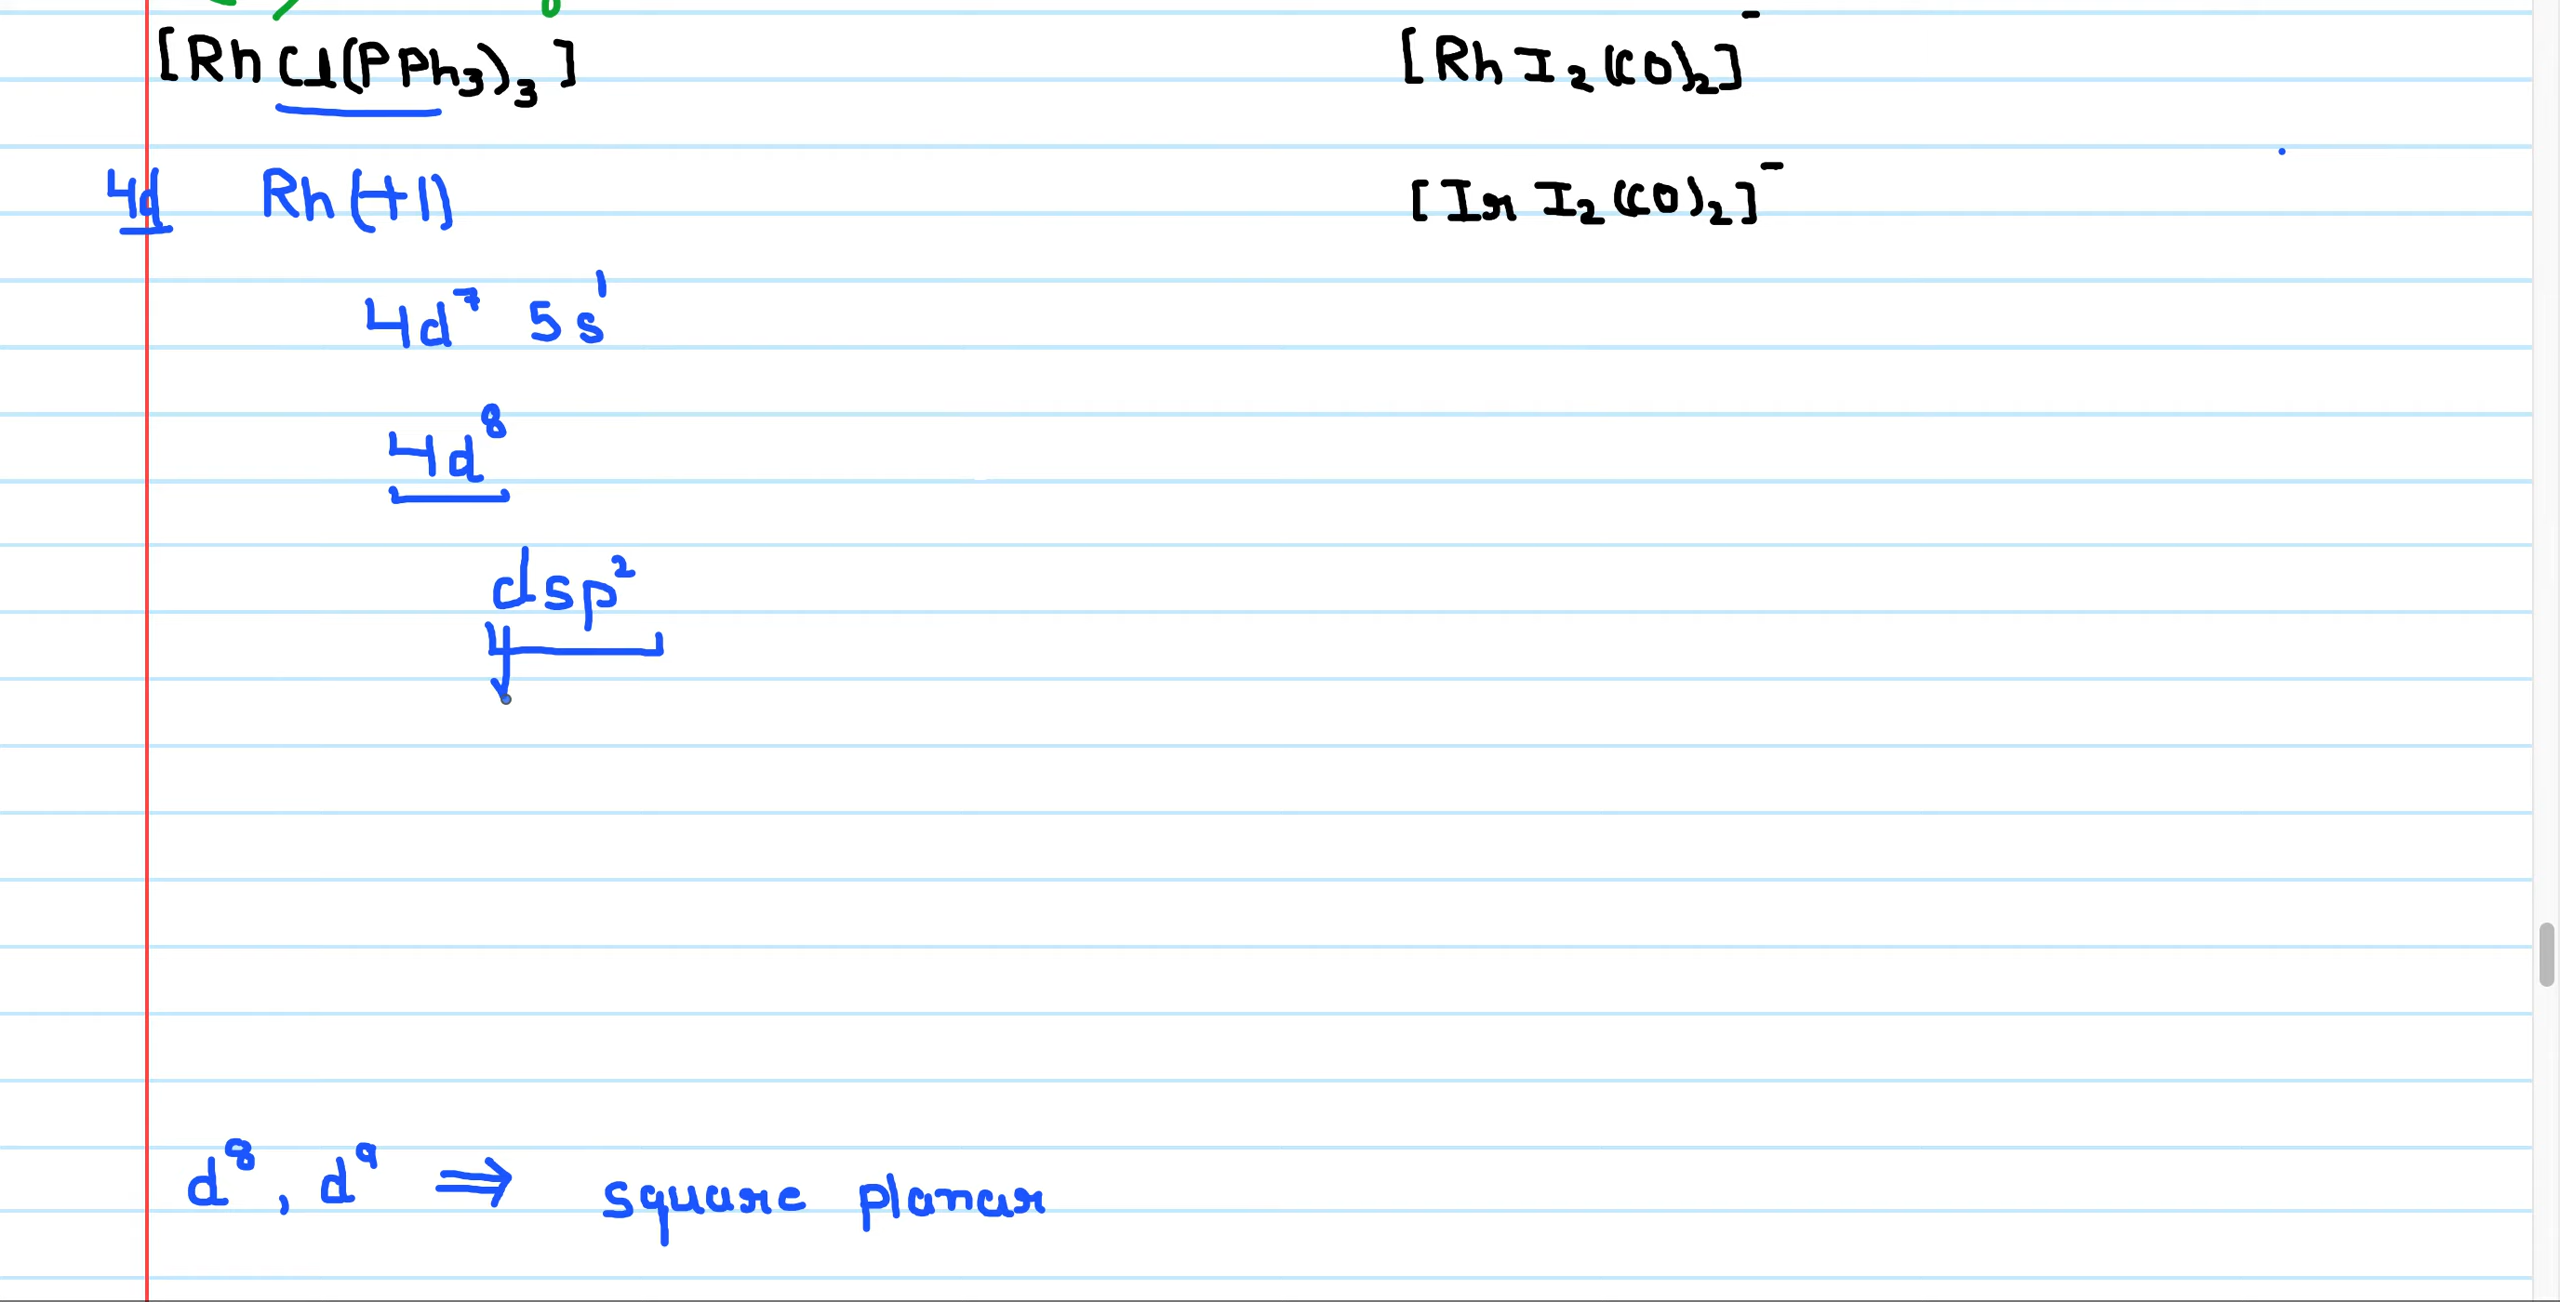 [RhCl(PPh₃)₃]
[RhI₂(CO)₂]⁻
4d Rh(+1)
[IrI₂(CO)₂]⁻
4d⁷ 5s¹
4d⁸
dsp²
d⁸, d⁹ ⇒ square planar